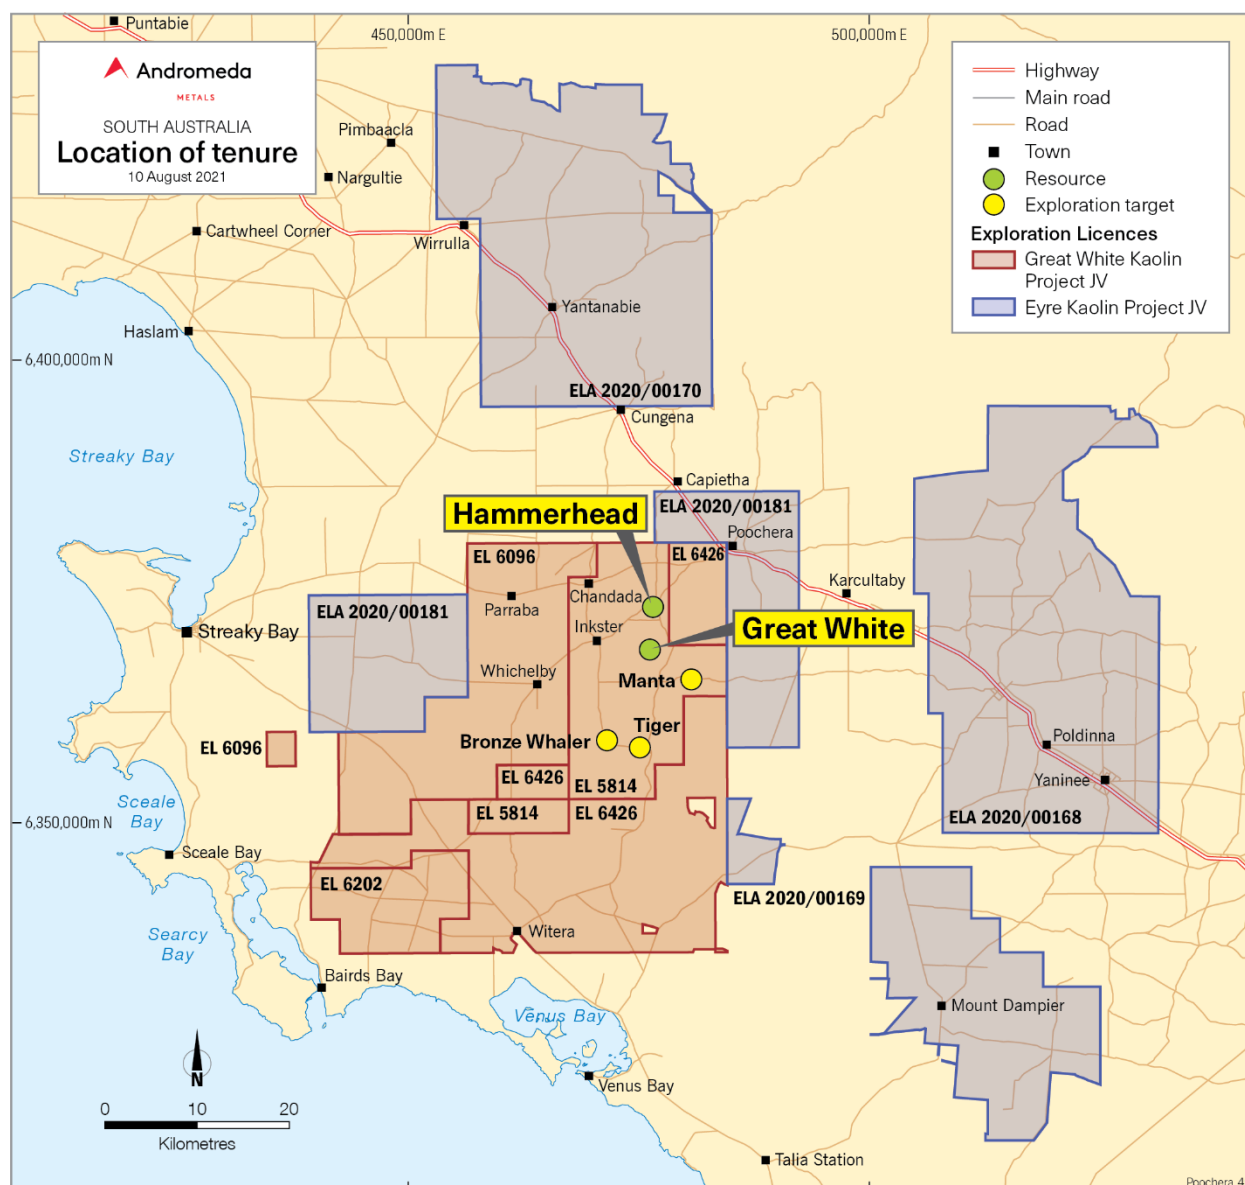 Puntabie
450,000m E
500,000m E
Andromeda
METALS
SOUTH AUSTRALIA
Location of tenure
10 August 2021
Highway
Main road
Road
Town
Resource
Exploration target
Exploration Licences
Great White Kaolin
Project JV
Eyre Kaolin Project JV
Pimbaacla
Nargultie
Cartwheel Corner
Wirrulla
Yantanabie
Haslam
6,400,000m N
ELA 2020/00170
Cungena
Streaky Bay
Capietha
Hammerhead
ELA 2020/00181
Poochera
EL 6096
EL 6426
Karcultaby
Chandada
Parraba
ELA 2020/00181
Streaky Bay
Inkster
Great White
Whichelby
Manta
Tiger
Bronze Whaler
EL 6096
Poldinna
Yaninee
EL 6426
EL 5814
Sceale
Bay
EL 5814
EL 6426
ELA 2020/00168
6,350,000m N
Sceale Bay
EL 6202
ELA 2020/00169
Searcy
Bay
Witera
Bairds Bay
Mount Dampier
Venus Bay
N
Venus Bay
0 10 20
Kilometres
Talia Station
Poochera 4